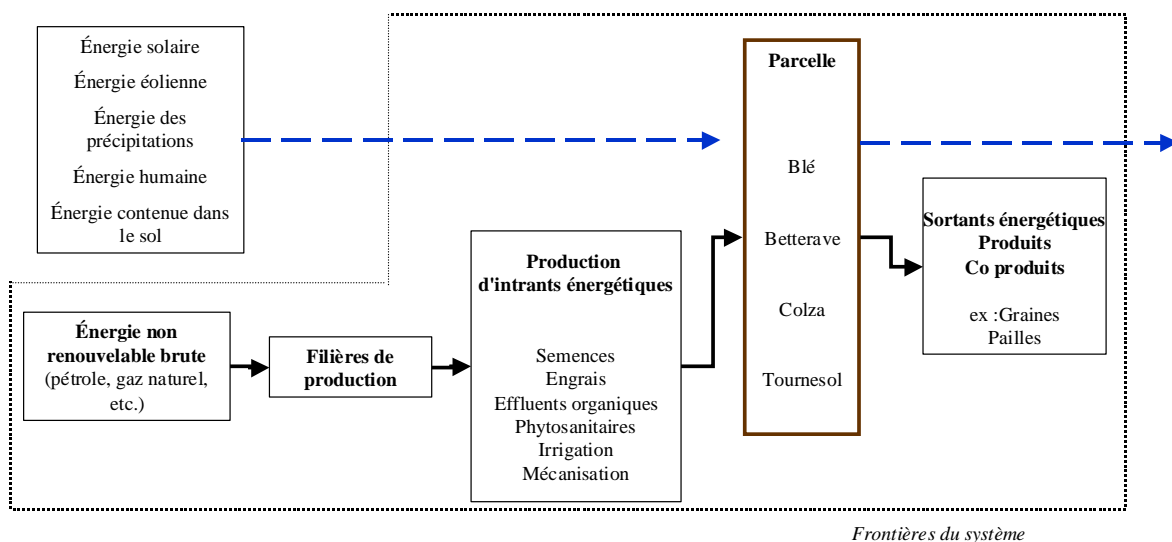 Énergie solaire
Énergie éolienne
Énergie des
précipitations
Énergie humaine
Énergie contenue dans
le sol
Énergie non
renouvelable brute
(pétrole, gaz naturel,
etc.)
Filières de
production
Production
d'intrants énergétiques
Semences
Engrais
Effluents organiques
Phytosanitaires
Irrigation
Mécanisation
Parcelle
Blé
Betterave
Colza
Tournesol
Sortants énergétiques
Produits
Co produits
ex :Graines
Pailles
Frontières du système